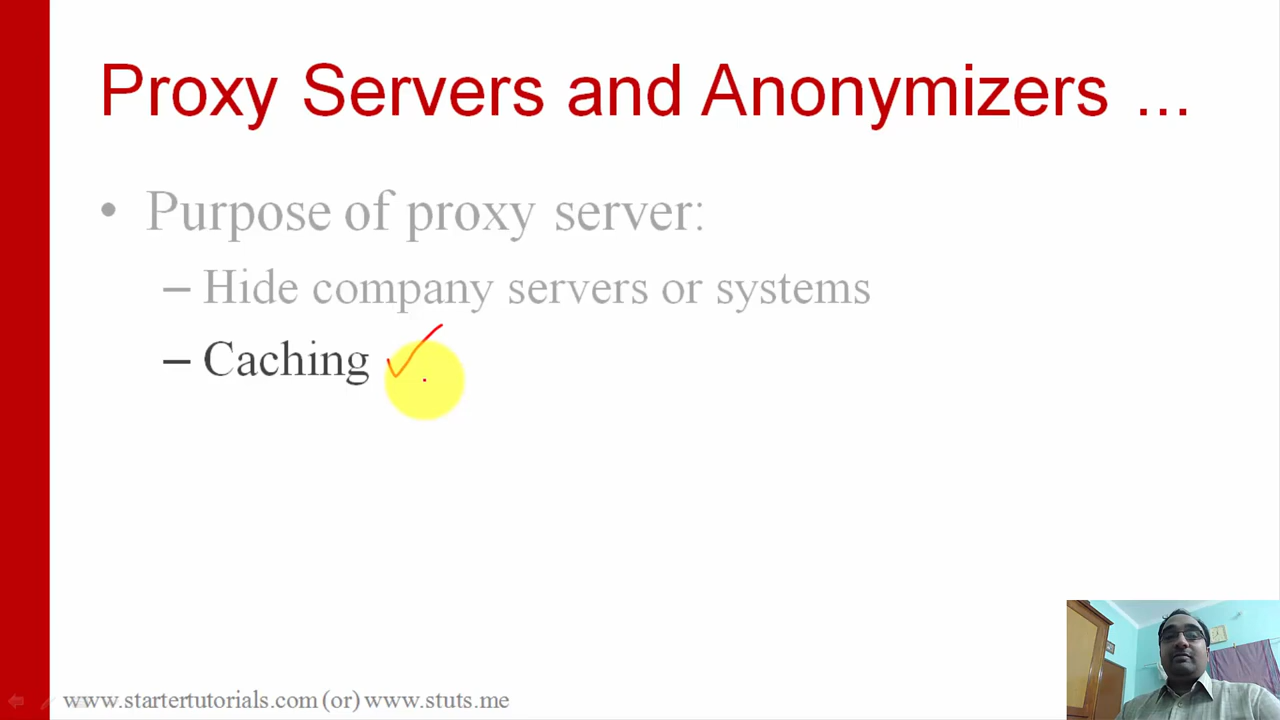 Proxy Servers and Anonymizers ...
• Purpose of proxy server:
– Hide company servers or systems
– Caching
www.startertutorials.com (or) www.stuts.me